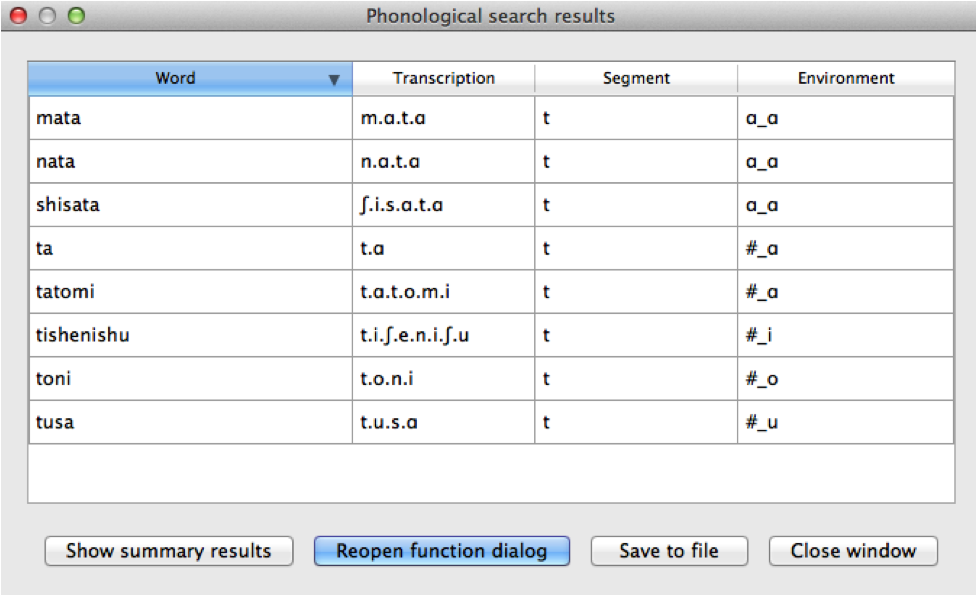 Phonological search results
Word ▼ Transcription Segment Environment
mata m.ɑ.t.ɑ t ɑ_ɑ
nata n.ɑ.t.ɑ t ɑ_ɑ
shisata ʃ.i.s.ɑ.t.ɑ t ɑ_ɑ
ta t.ɑ t #_ɑ
tatomi t.ɑ.t.o.m.i t #_ɑ
tishenishu t.i.ʃ.e.n.i.ʃ.u t #_i
toni t.o.n.i t #_o
tusa t.u.s.ɑ t #_u
Show summary results Reopen function dialog Save to file Close window